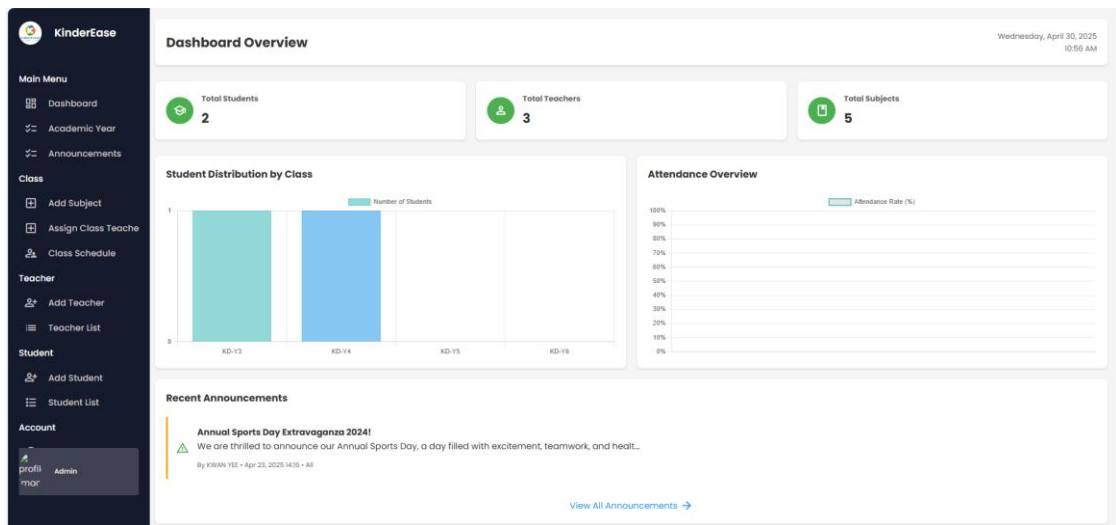 KinderEase
Main Menu
Dashboard
Academic Year
Announcements
Class
Add Subject
Assign Class Teache
Class Schedule
Teacher
Add Teacher
Teacher List
Student
Add Student
Student List
Account
profil
mar
Admin
Dashboard Overview
Wednesday, April 30, 2025
10:56 AM
Total Students
2
Total Teachers
3
Total Subjects
5
Student Distribution by Class
Number of Students
1
0
KD-Y3 KD-Y4 KD-Y5 KD-Y6
Attendance Overview
Attendance Rate (%)
100%
90%
80%
70%
60%
50%
40%
30%
20%
10%
0%
Recent Announcements
Annual Sports Day Extravaganza 2024!
We are thrilled to announce our Annual Sports Day, a day filled with excitement, teamwork, and healt...
By KWAN YEE • Apr 23, 2025 14:16 • All
View All Announcements →